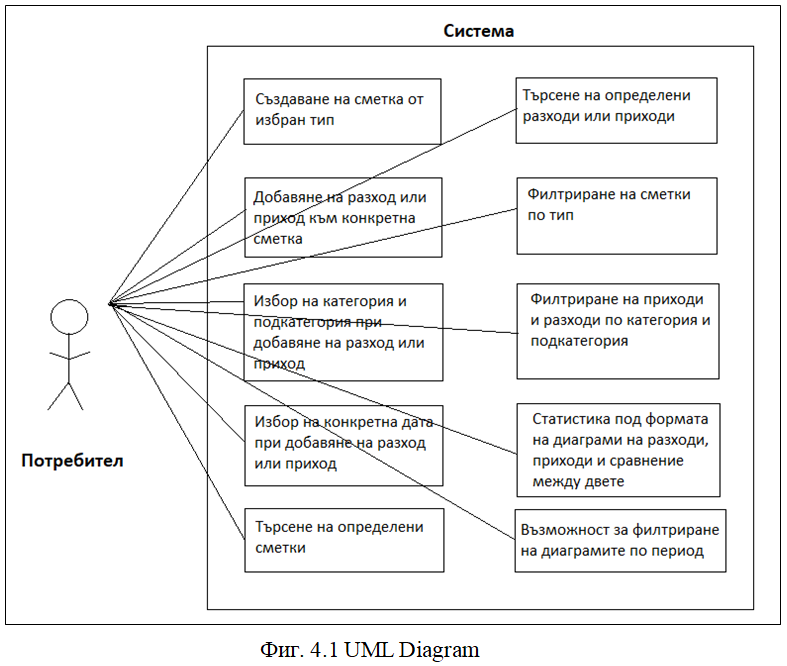 Система
Създаване на сметка от
избран тип
Добавяне на разход или
приход към конкретна
сметка
Избор на категория и
подкатегория при
добавяне на разход или
приход
Избор на конкретна дата
при добавяне на разход
или приход
Търсене на определени
сметки
Търсене на определени
разходи или приходи
Филтриране на сметки
по тип
Филтриране на приходи
и разходи по категория и
подкатегория
Статистика под формата
на диаграми на разходи,
приходи и сравнение
между двете
Възможност за филтриране
на диаграмите по период
Потребител
Фиг. 4.1 UML Diagram